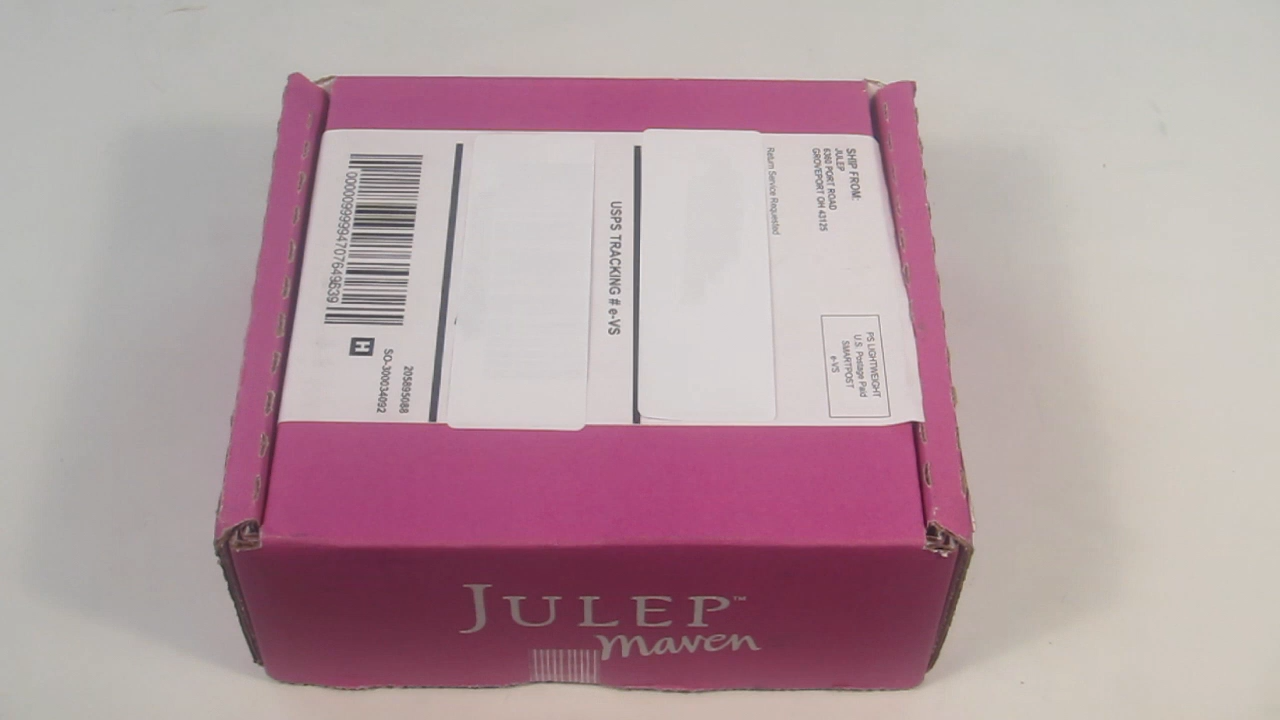 SHIP FROM:
JULEP
6380 PORT ROAD
GROVEPORT OH 43125
Return Service Requested
PS LIGHTWEIGHT
U.S. Postage Paid
SMARTPOST
e-VS
USPS TRACKING # e-VS
00000999994707649639
H
205895088
SO-300034092
JULEP™
maven